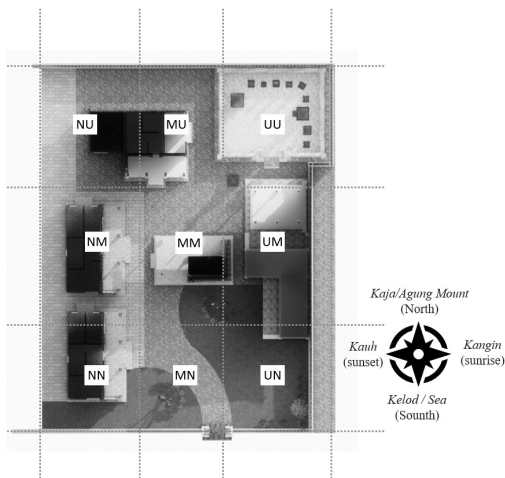 NU
MU
UU
NM
MM
UM
NN
MN
UN
Kaja/Agung Mount
(North)
Kauh
(sunset)
Kangin
(sunrise)
Kelod / Sea
(Sounth)